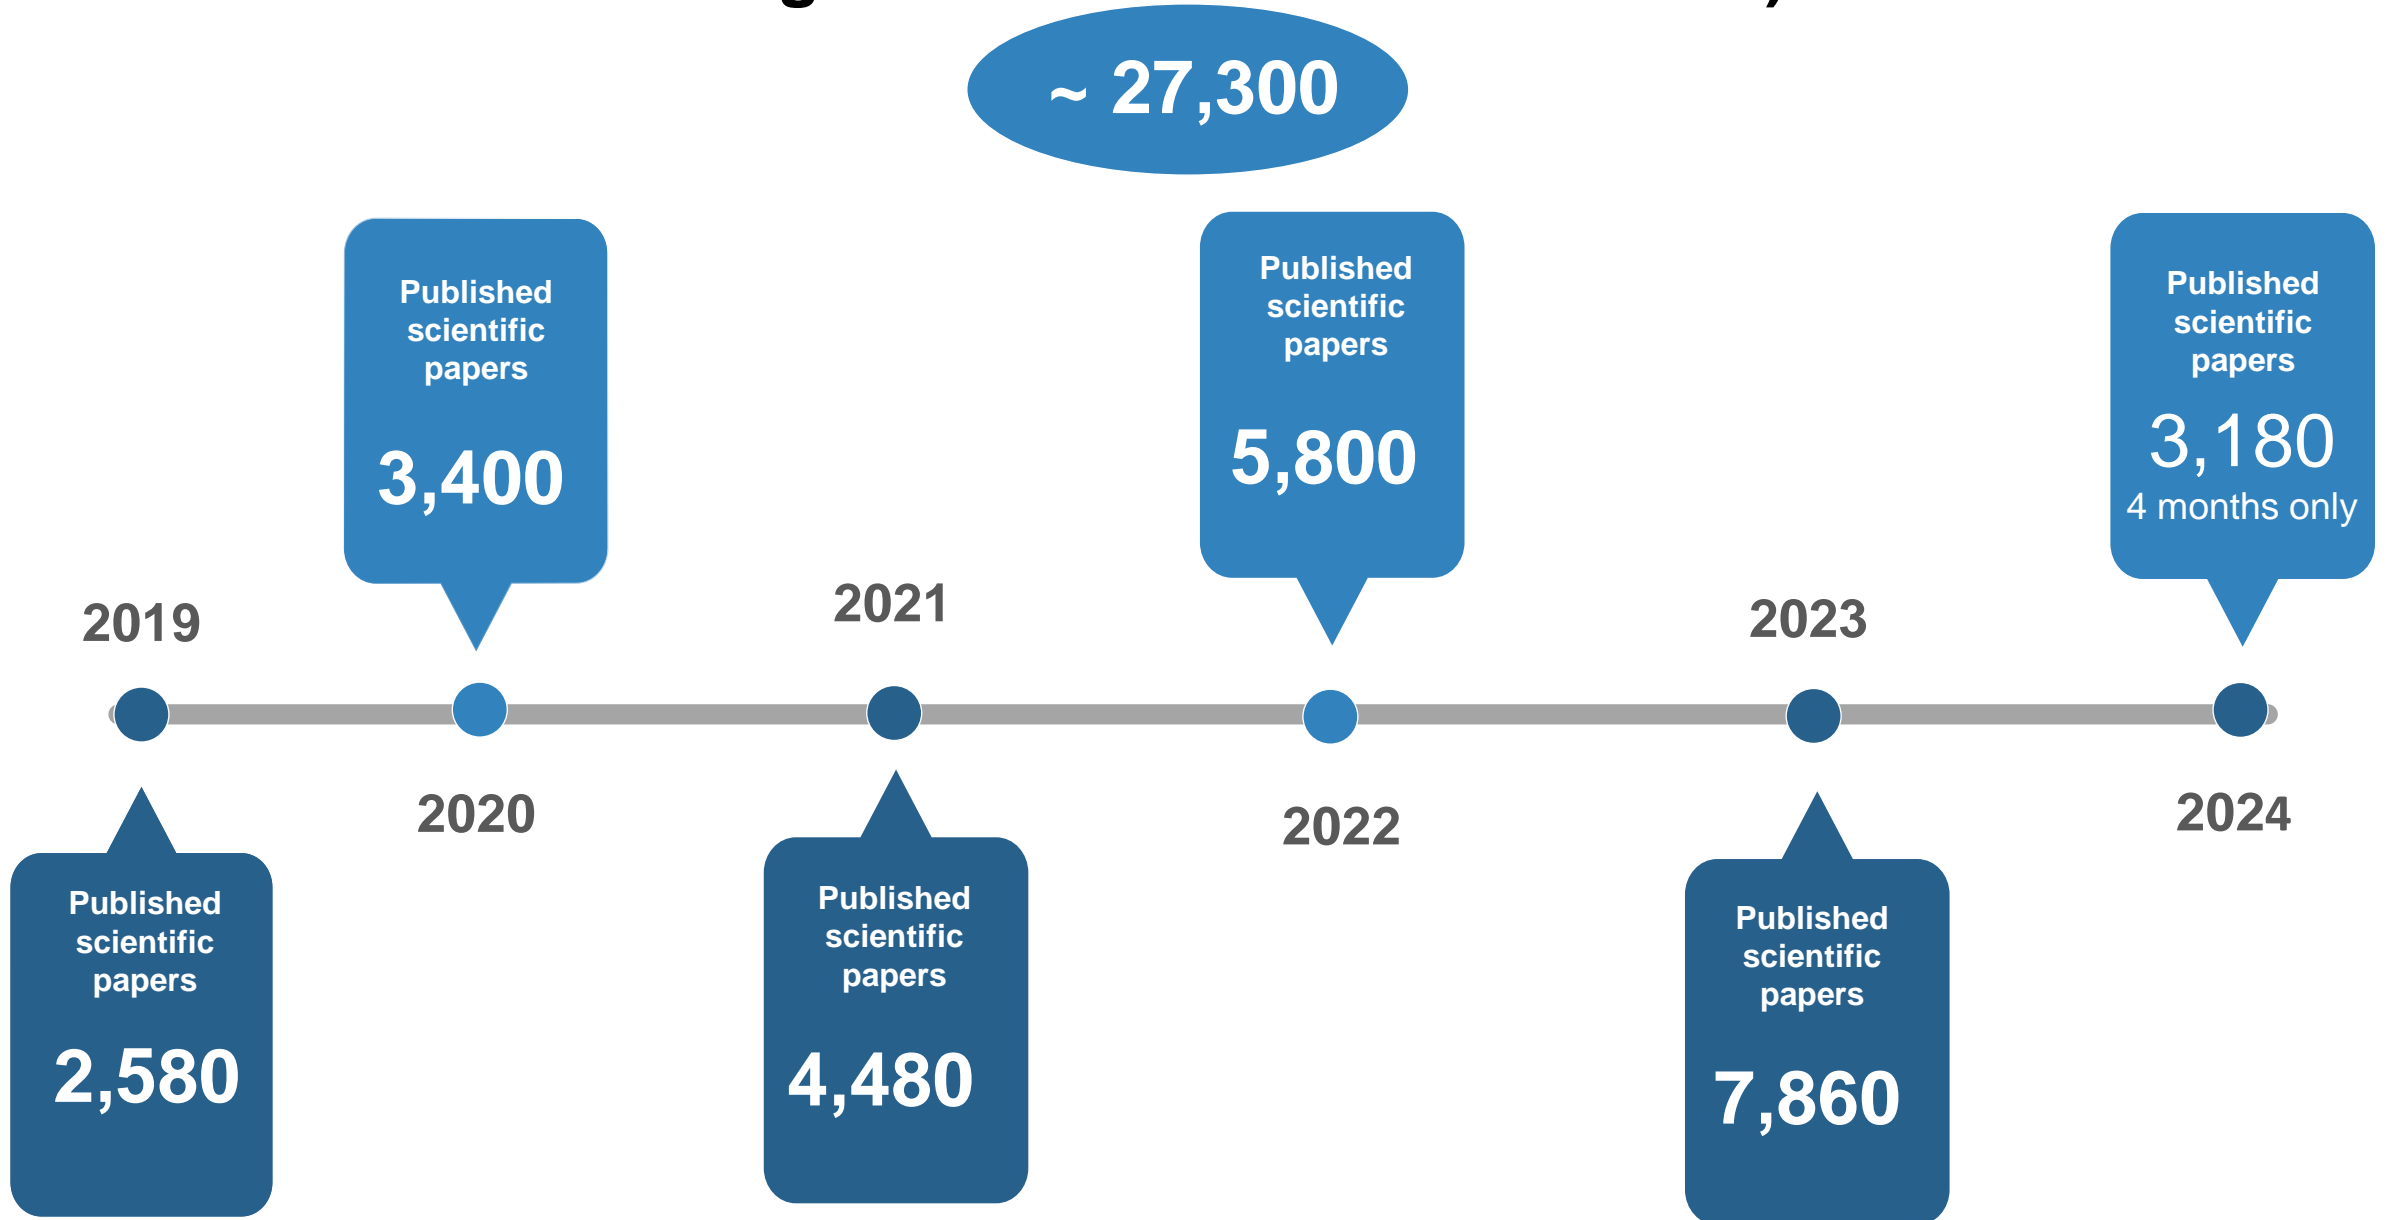 ~ 27,300
Published
scientific
papers
3,400
Published
scientific
papers
5,800
Published
scientific
papers
3,180
4 months only
2019
2021
2023
2020
2022
2024
Published
scientific
papers
2,580
Published
scientific
papers
4,480
Published
scientific
papers
7,860